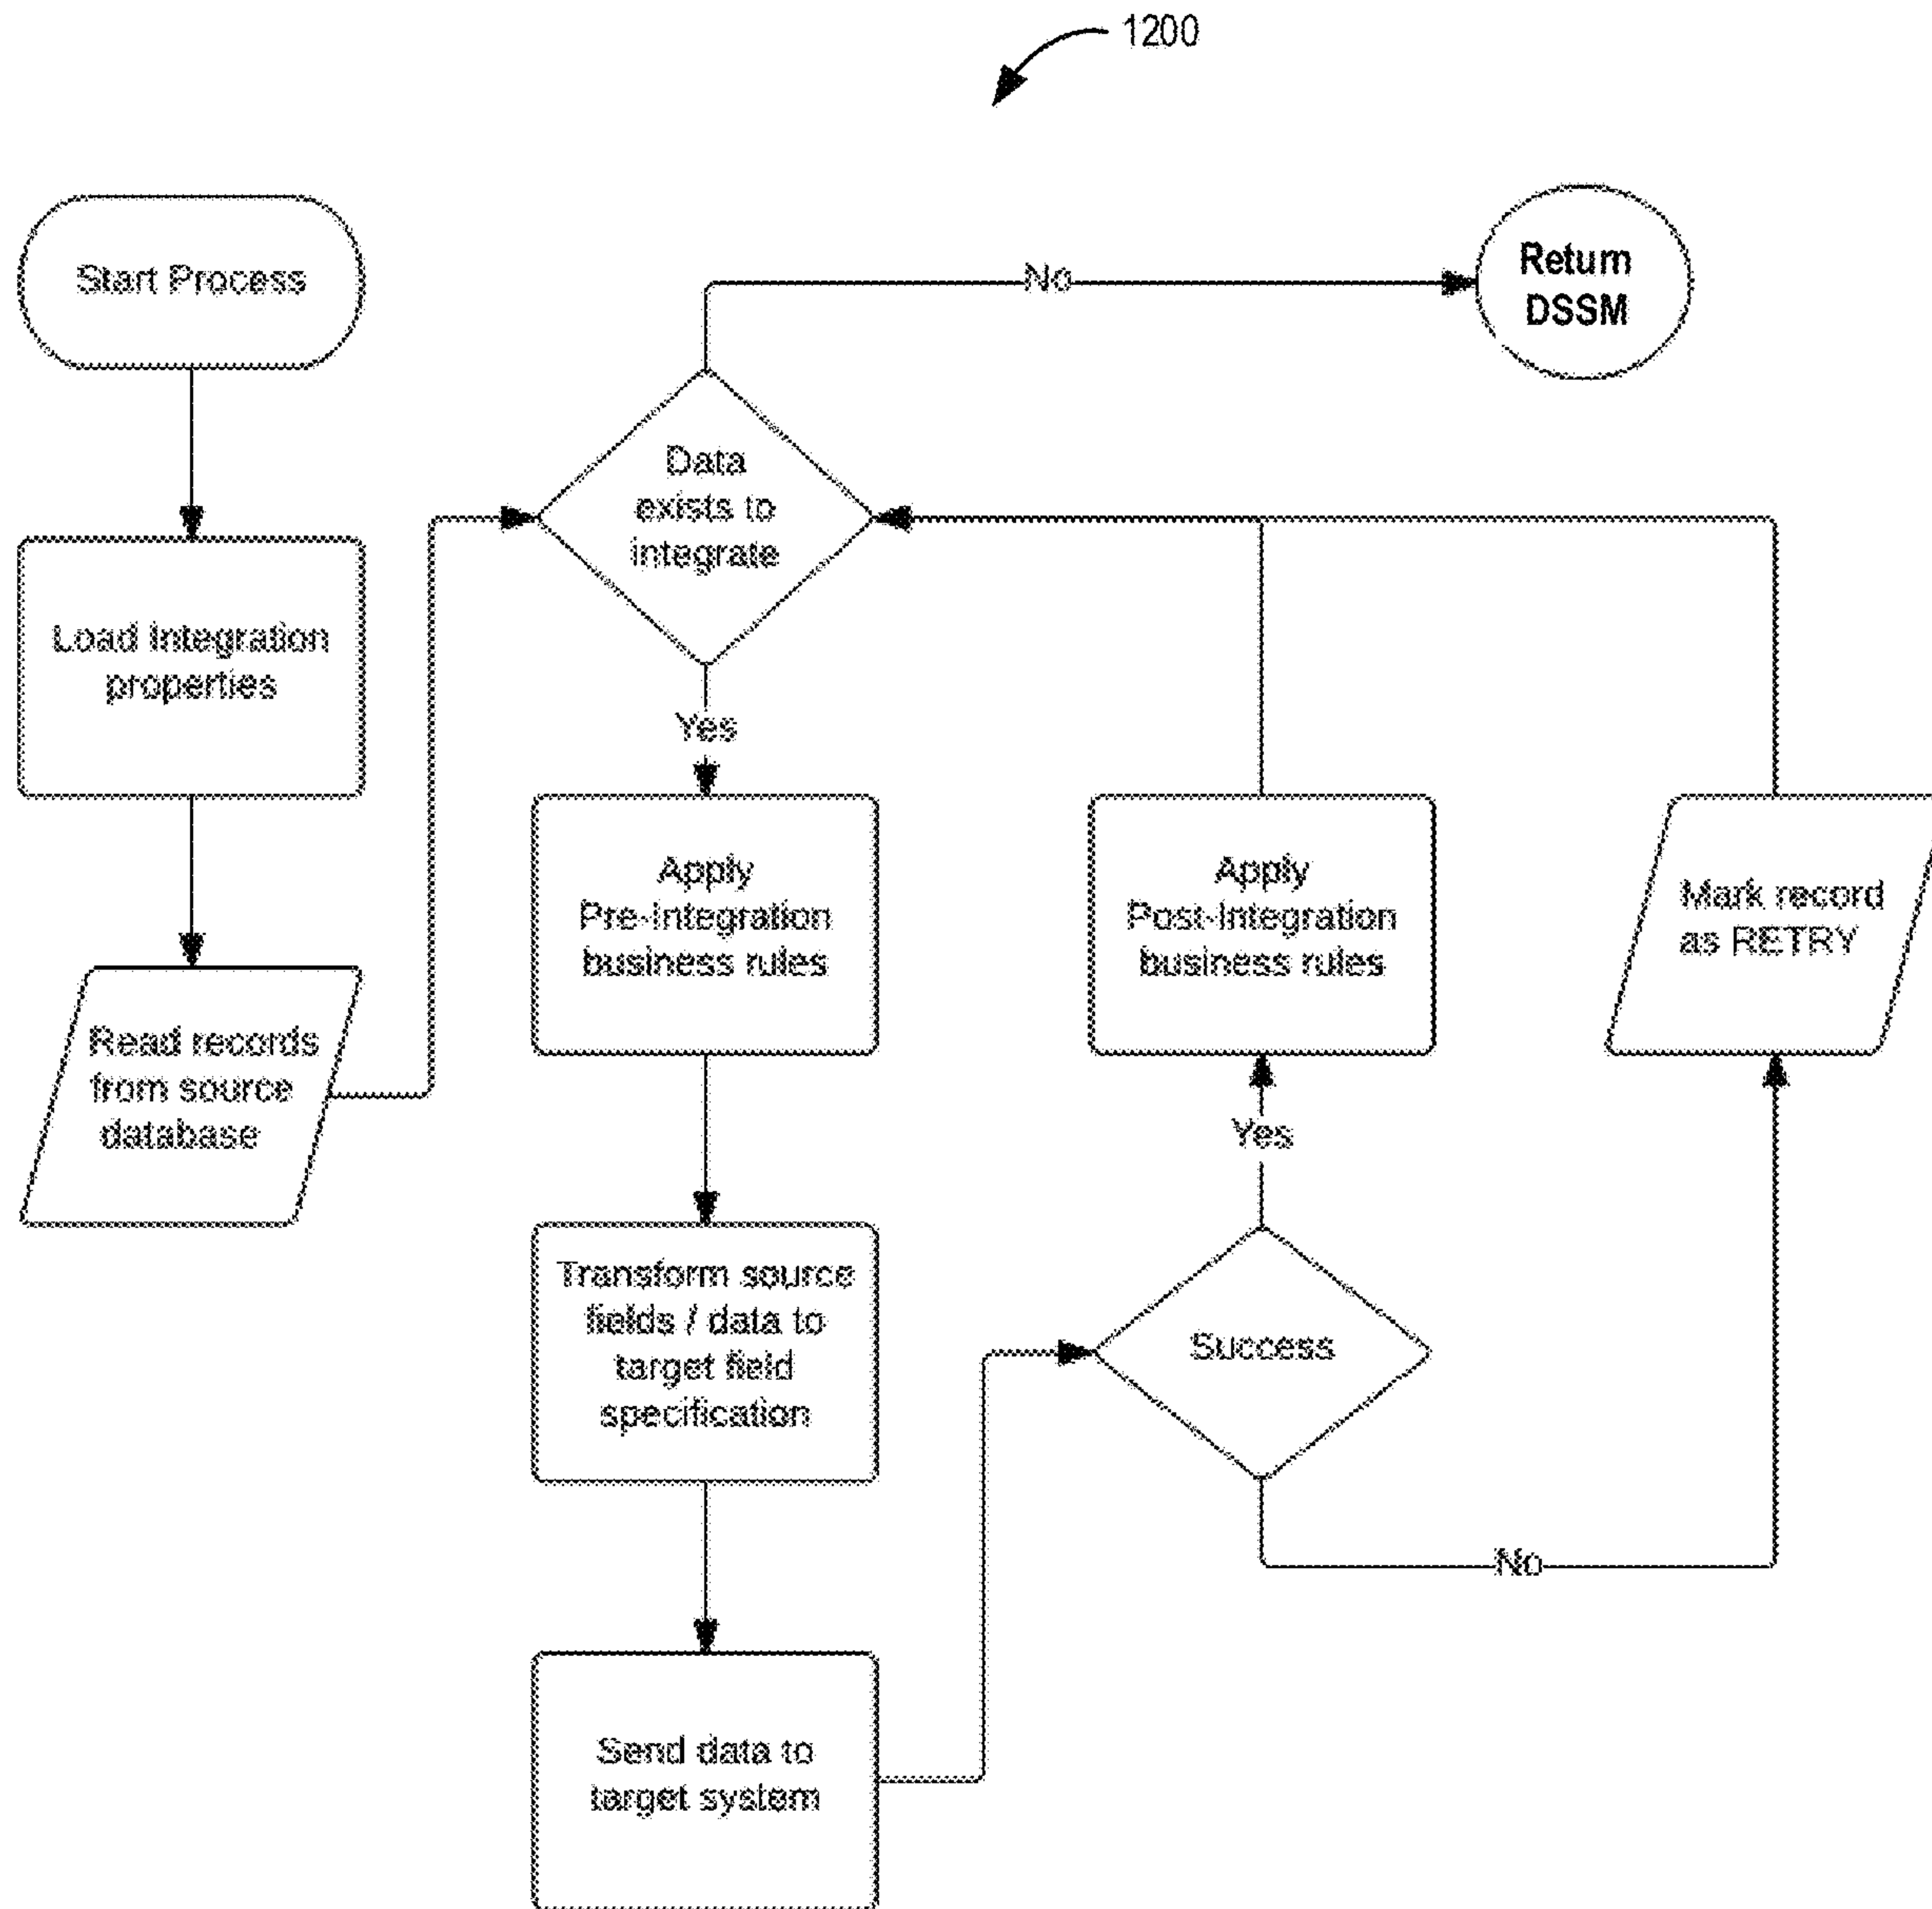 1200
Start Process
No
Return
DSSM
Data
exists to
integrate
Load Integration
properties
Yes
Apply
Pre-Integration
business rules
Apply
Post-Integration
business rules
Mark record
as RETRY
Read records
from source
database
Yes
Transform source
fields / data to
target field
specification
Success
No
Send data to
target system